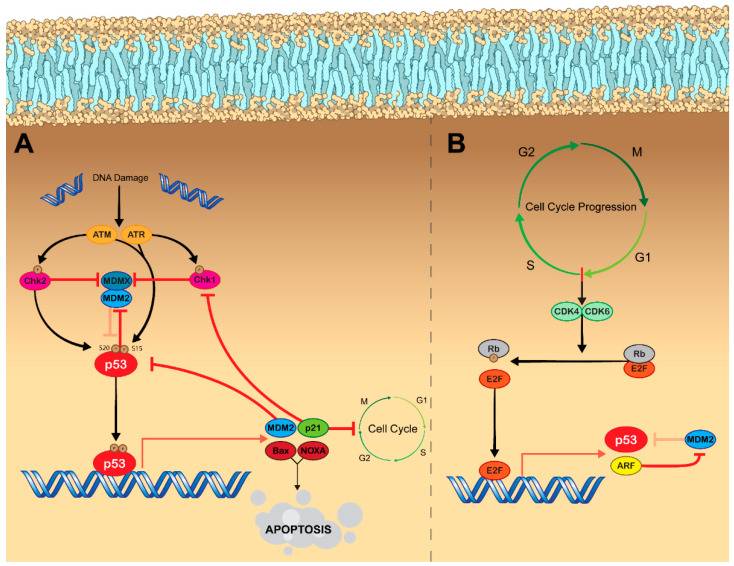 A
DNA Damage
ATM
ATR
P
Chk2
MDMX
MDM2
P
Chk1
S20
P
P
S15
p53
P
P
p53
MDM2
p21
Bax
NOXA
APOPTOSIS
M
G1
Cell Cycle
G2
S
B
G2
M
Cell Cycle Progression
S
G1
CDK4
CDK6
Rb
P
E2F
Rb
E2F
E2F
p53
MDM2
ARF